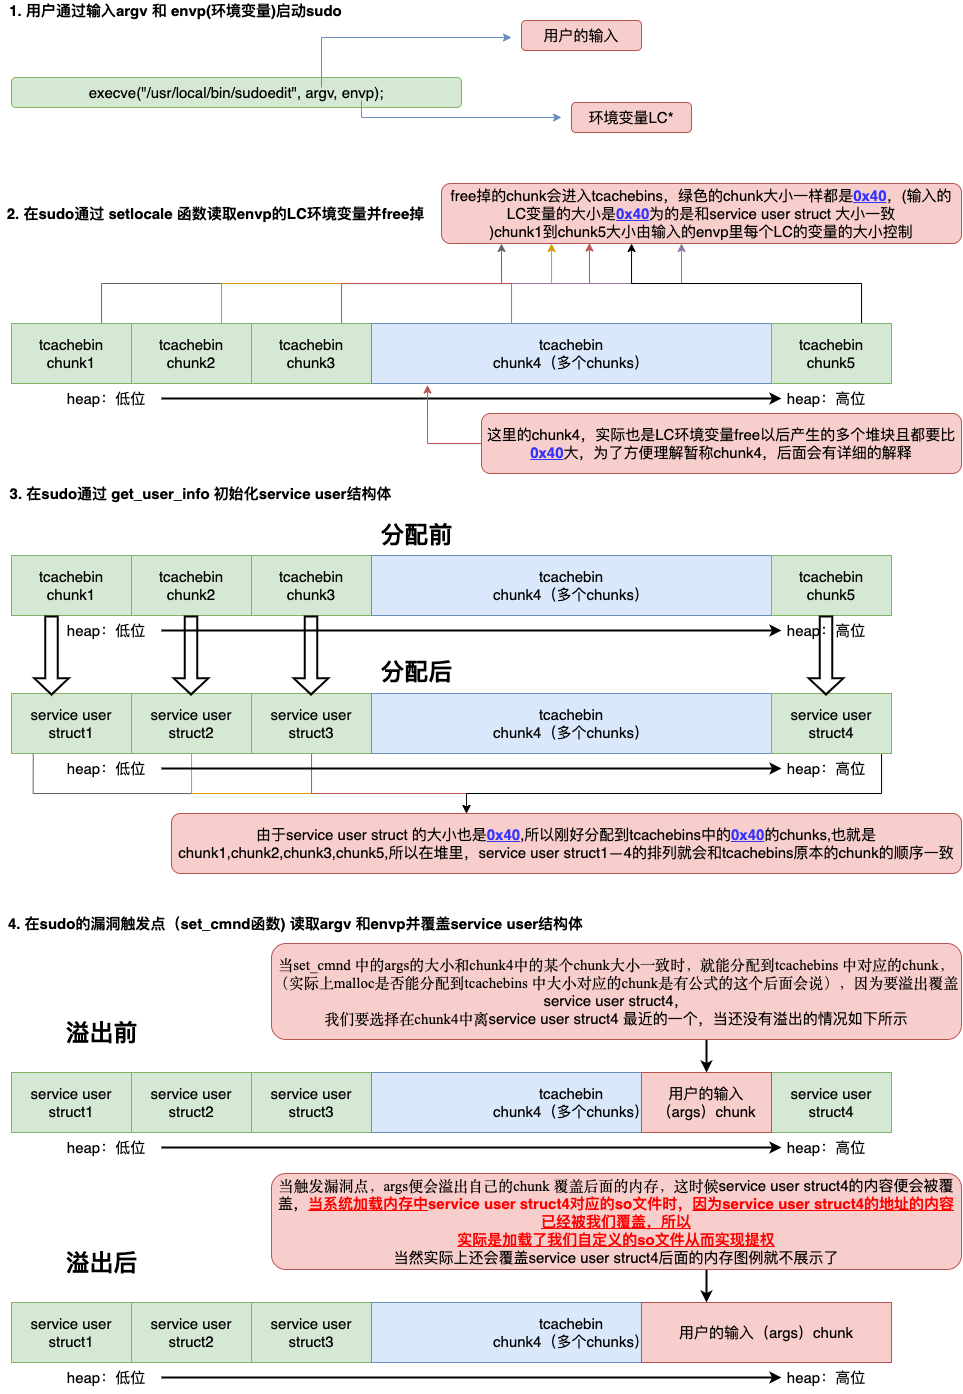 1. 用户通过输入argv 和 envp(环境变量)启动sudo
用户的输入
execve("/usr/local/bin/sudoedit", argv, envp);
环境变量LC*
2. 在sudo通过 setlocale 函数读取envp的LC环境变量并free掉
free掉的chunk会进入tcachebins，绿色的chunk大小一样都是0x40，(输入的
LC变量的大小是0x40为的是和service user struct 大小一致
)chunk1到chunk5大小由输入的envp里每个LC的变量的大小控制
tcachebin
chunk1
tcachebin
chunk2
tcachebin
chunk3
tcachebin
chunk4（多个chunks）
tcachebin
chunk5
heap：低位
heap：高位
这里的chunk4，实际也是LC环境变量free以后产生的多个堆块且都要比
0x40大，为了方便理解暂称chunk4，后面会有详细的解释
3. 在sudo通过 get_user_info 初始化service user结构体
分配前
tcachebin
chunk1
tcachebin
chunk2
tcachebin
chunk3
tcachebin
chunk4（多个chunks）
tcachebin
chunk5
heap：低位
heap：高位
分配后
service user
struct1
service user
struct2
service user
struct3
tcachebin
chunk4（多个chunks）
service user
struct4
heap：低位
heap：高位
由于service user struct 的大小也是0x40,所以刚好分配到tcachebins中的0x40的chunks,也就是
chunk1,chunk2,chunk3,chunk5,所以在堆里，service user struct1—4的排列就会和tcachebins原本的chunk的顺序一致
4. 在sudo的漏洞触发点（set_cmnd函数) 读取argv 和envp并覆盖service user结构体
当set_cmnd 中的args的大小和chunk4中的某个chunk大小一致时，就能分配到tcachebins 中对应的chunk，
（实际上malloc是否能分配到tcachebins 中大小对应的chunk是有公式的这个后面会说），因为要溢出覆盖
service user struct4，
我们要选择在chunk4中离service user struct4 最近的一个，当还没有溢出的情况如下所示
溢出前
service user
struct1
service user
struct2
service user
struct3
tcachebin
chunk4（多个chunks）
用户的输入
（args）chunk
service user
struct4
heap：低位
heap：高位
当触发漏洞点，args便会溢出自己的chunk 覆盖后面的内存，这时候service user struct4的内容便会被覆
盖，当系统加载内存中service user struct4对应的so文件时，因为service user struct4的地址的内容
已经被我们覆盖，所以
实际是加载了我们自定义的so文件从而实现提权
当然实际上还会覆盖service user struct4后面的内存图例就不展示了
溢出后
service user
struct1
service user
struct2
service user
struct3
tcachebin
chunk4（多个chunks）
用户的输入（args）chunk
heap：低位
heap：高位